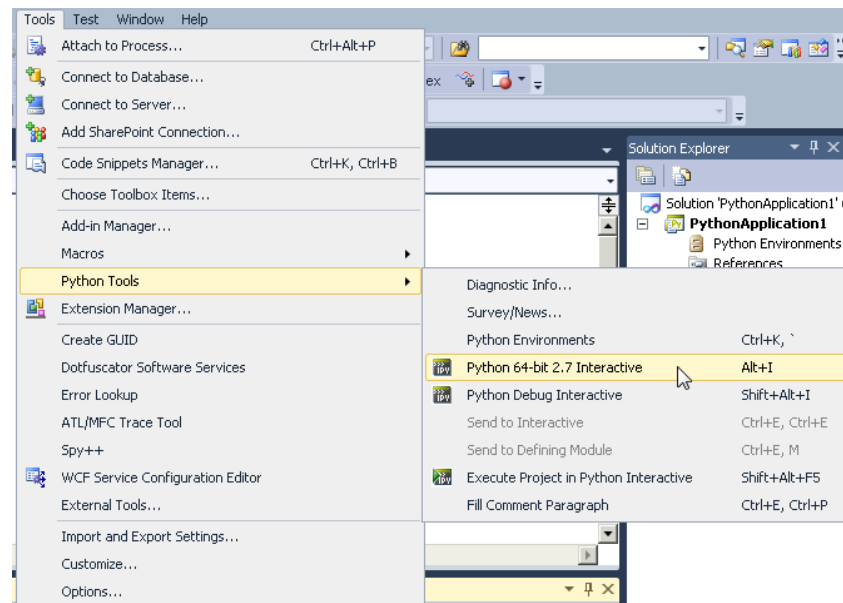 Tools Test Window Help
Attach to Process... Ctrl+Alt+P
Connect to Database...
ex
Connect to Server...
Add SharePoint Connection...
Solution Explorer
Code Snippets Manager... Ctrl+K, Ctrl+B
Choose Toolbox Items...
Solution 'PythonApplication1'
Add-in Manager...
PythonApplication1
Python Environments
Macros
References
Python Tools
Diagnostic Info...
Extension Manager...
Survey/News...
Create GUID
Python Environments Ctrl+K, `
Dotfuscator Software Services
Python 64-bit 2.7 Interactive Alt+I
Error Lookup
Python Debug Interactive Shift+Alt+I
ATL/MFC Trace Tool
Send to Interactive Ctrl+E, Ctrl+E
Spy++
Send to Defining Module Ctrl+E, M
WCF Service Configuration Editor
Execute Project in Python Interactive Shift+Alt+F5
External Tools...
Fill Comment Paragraph Ctrl+E, Ctrl+P
Import and Export Settings...
Customize...
Options...